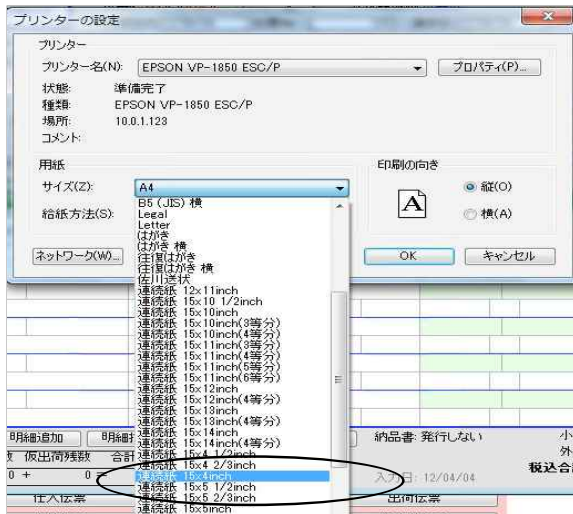 プリンターの設定
プリンター
プリンター名(N): EPSON VP-1850 ESC/P プロパティ(P)...
状態: 準備完了
種類: EPSON VP-1850 ESC/P
場所: 10.0.1.123
コメント:
用紙
サイズ(Z): A4
給紙方法(S):
印刷の向き
A
縦(O)
横(A)
ネットワーク(W)...
OK キャンセル
B5 (JIS) 横
Legal
Letter
はがき
はがき 横
往復はがき
往復はがき 横
佐川送状
連続紙 12x11inch
連続紙 15x10 1/2inch
連続紙 15x10inch
連続紙 15x10inch(3等分)
連続紙 15x10inch(4等分)
連続紙 15x11inch(3等分)
連続紙 15x11inch(4等分)
連続紙 15x11inch(5等分)
連続紙 15x11inch(6等分)
連続紙 15x12inch
連続紙 15x12inch(4等分)
連続紙 15x13inch
連続紙 15x13inch(4等分)
連続紙 15x14inch
連続紙 15x14inch(4等分)
連続紙 15x4 1/2inch
連続紙 15x4 2/3inch
連続紙 15x4inch
連続紙 15x5 1/2inch
連続紙 15x5 2/3inch
連続紙 15x5inch
明細追加 明細 納品書: 発行しない 小
仮出荷残数 合計 外
0 + 0 = 入力日: 12/04/04 税込合
仕入伝票 出荷伝票